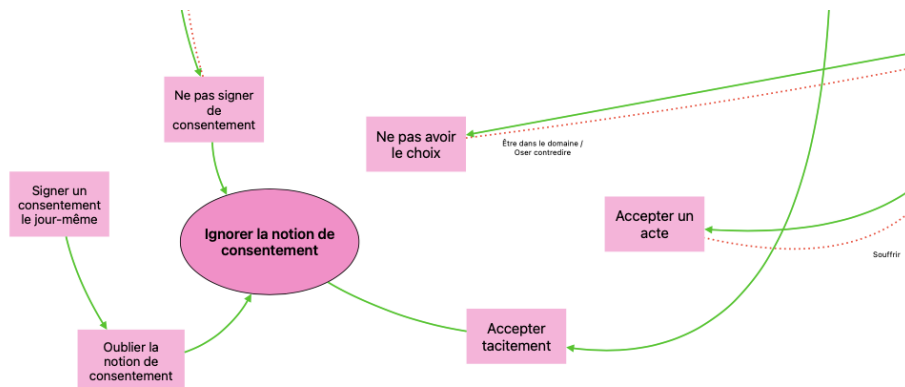 Ne pas signer
de
consentement
Ne pas avoir
le choix
Être dans le domaine /
Oser contredire
Signer un
consentement
le jour-même
Accepter un
acte
Ignorer la notion de
consentement
Souffrir
Accepter
tacitement
Oublier la
notion de
consentement